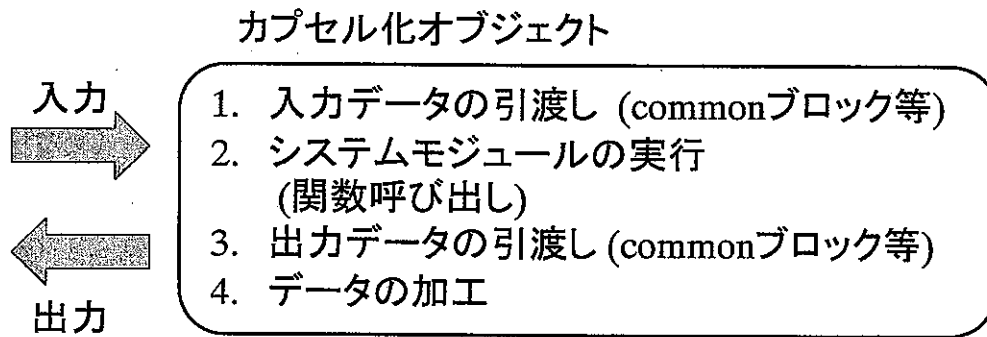 カプセル化オブジェクト
入力
1. 入力データの引渡し (commonブロック等)
2. システムモジュールの実行
(関数呼び出し)
3. 出力データの引渡し (commonブロック等)
4. データの加工
出力